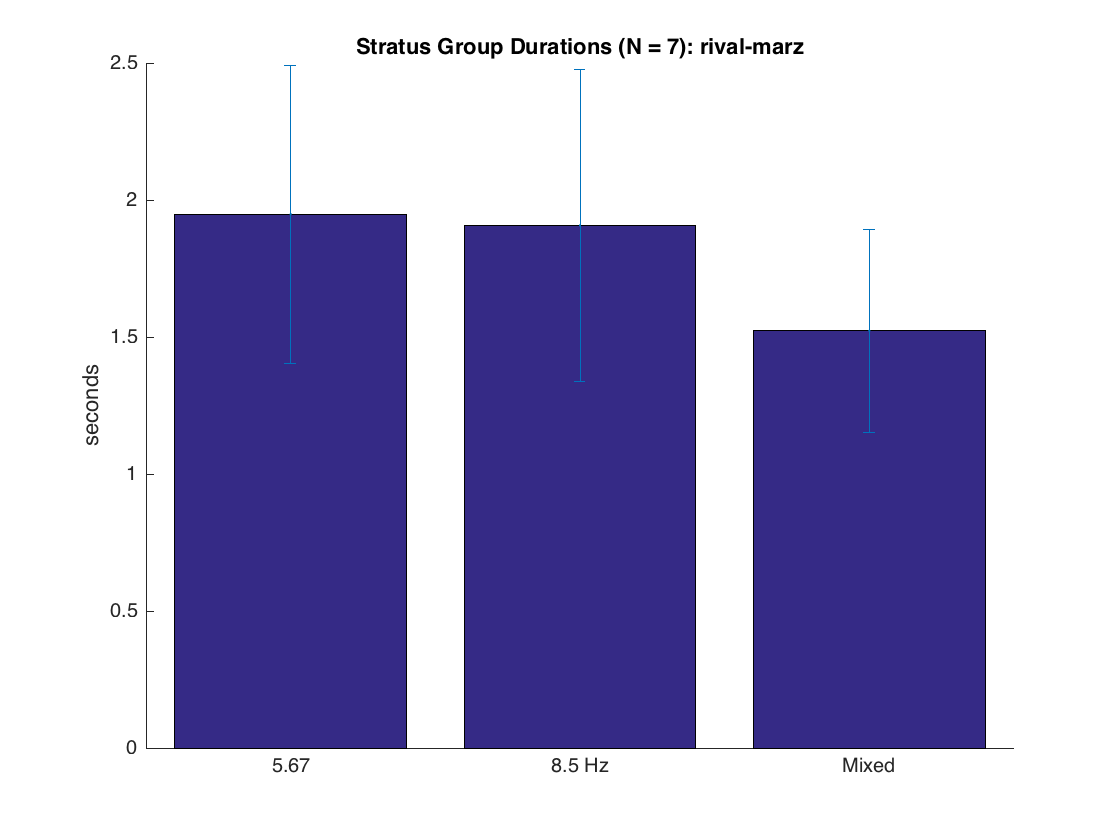 Stratus Group Durations (N = 7): rival-marz
2.5
2
1.5
1
0.5
0
seconds
5.67
8.5 Hz
Mixed